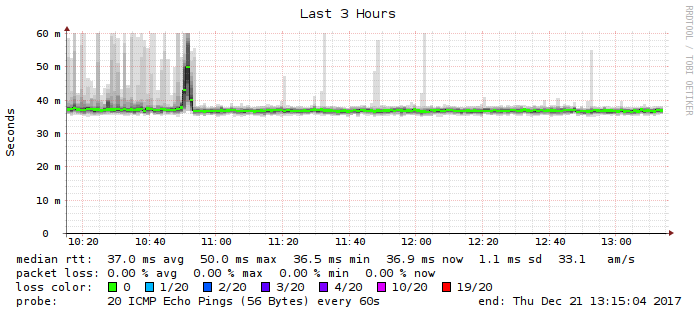 Last 3 Hours
RRDTOOL / TOBI OETIKER
Seconds
60 m
50 m
40 m
30 m
20 m
10 m
0
10:20 10:40 11:00 11:20 11:40 12:00 12:20 12:40 13:00
median rtt: 37.0 ms avg 50.0 ms max 36.5 ms min 36.9 ms now 1.1 ms sd 33.1 am/s
packet loss: 0.00 % avg 0.00 % max 0.00 % min 0.00 % now
loss color: 0 1/20 2/20 3/20 4/20 10/20 19/20
probe: 20 ICMP Echo Pings (56 Bytes) every 60s end: Thu Dec 21 13:15:04 2017